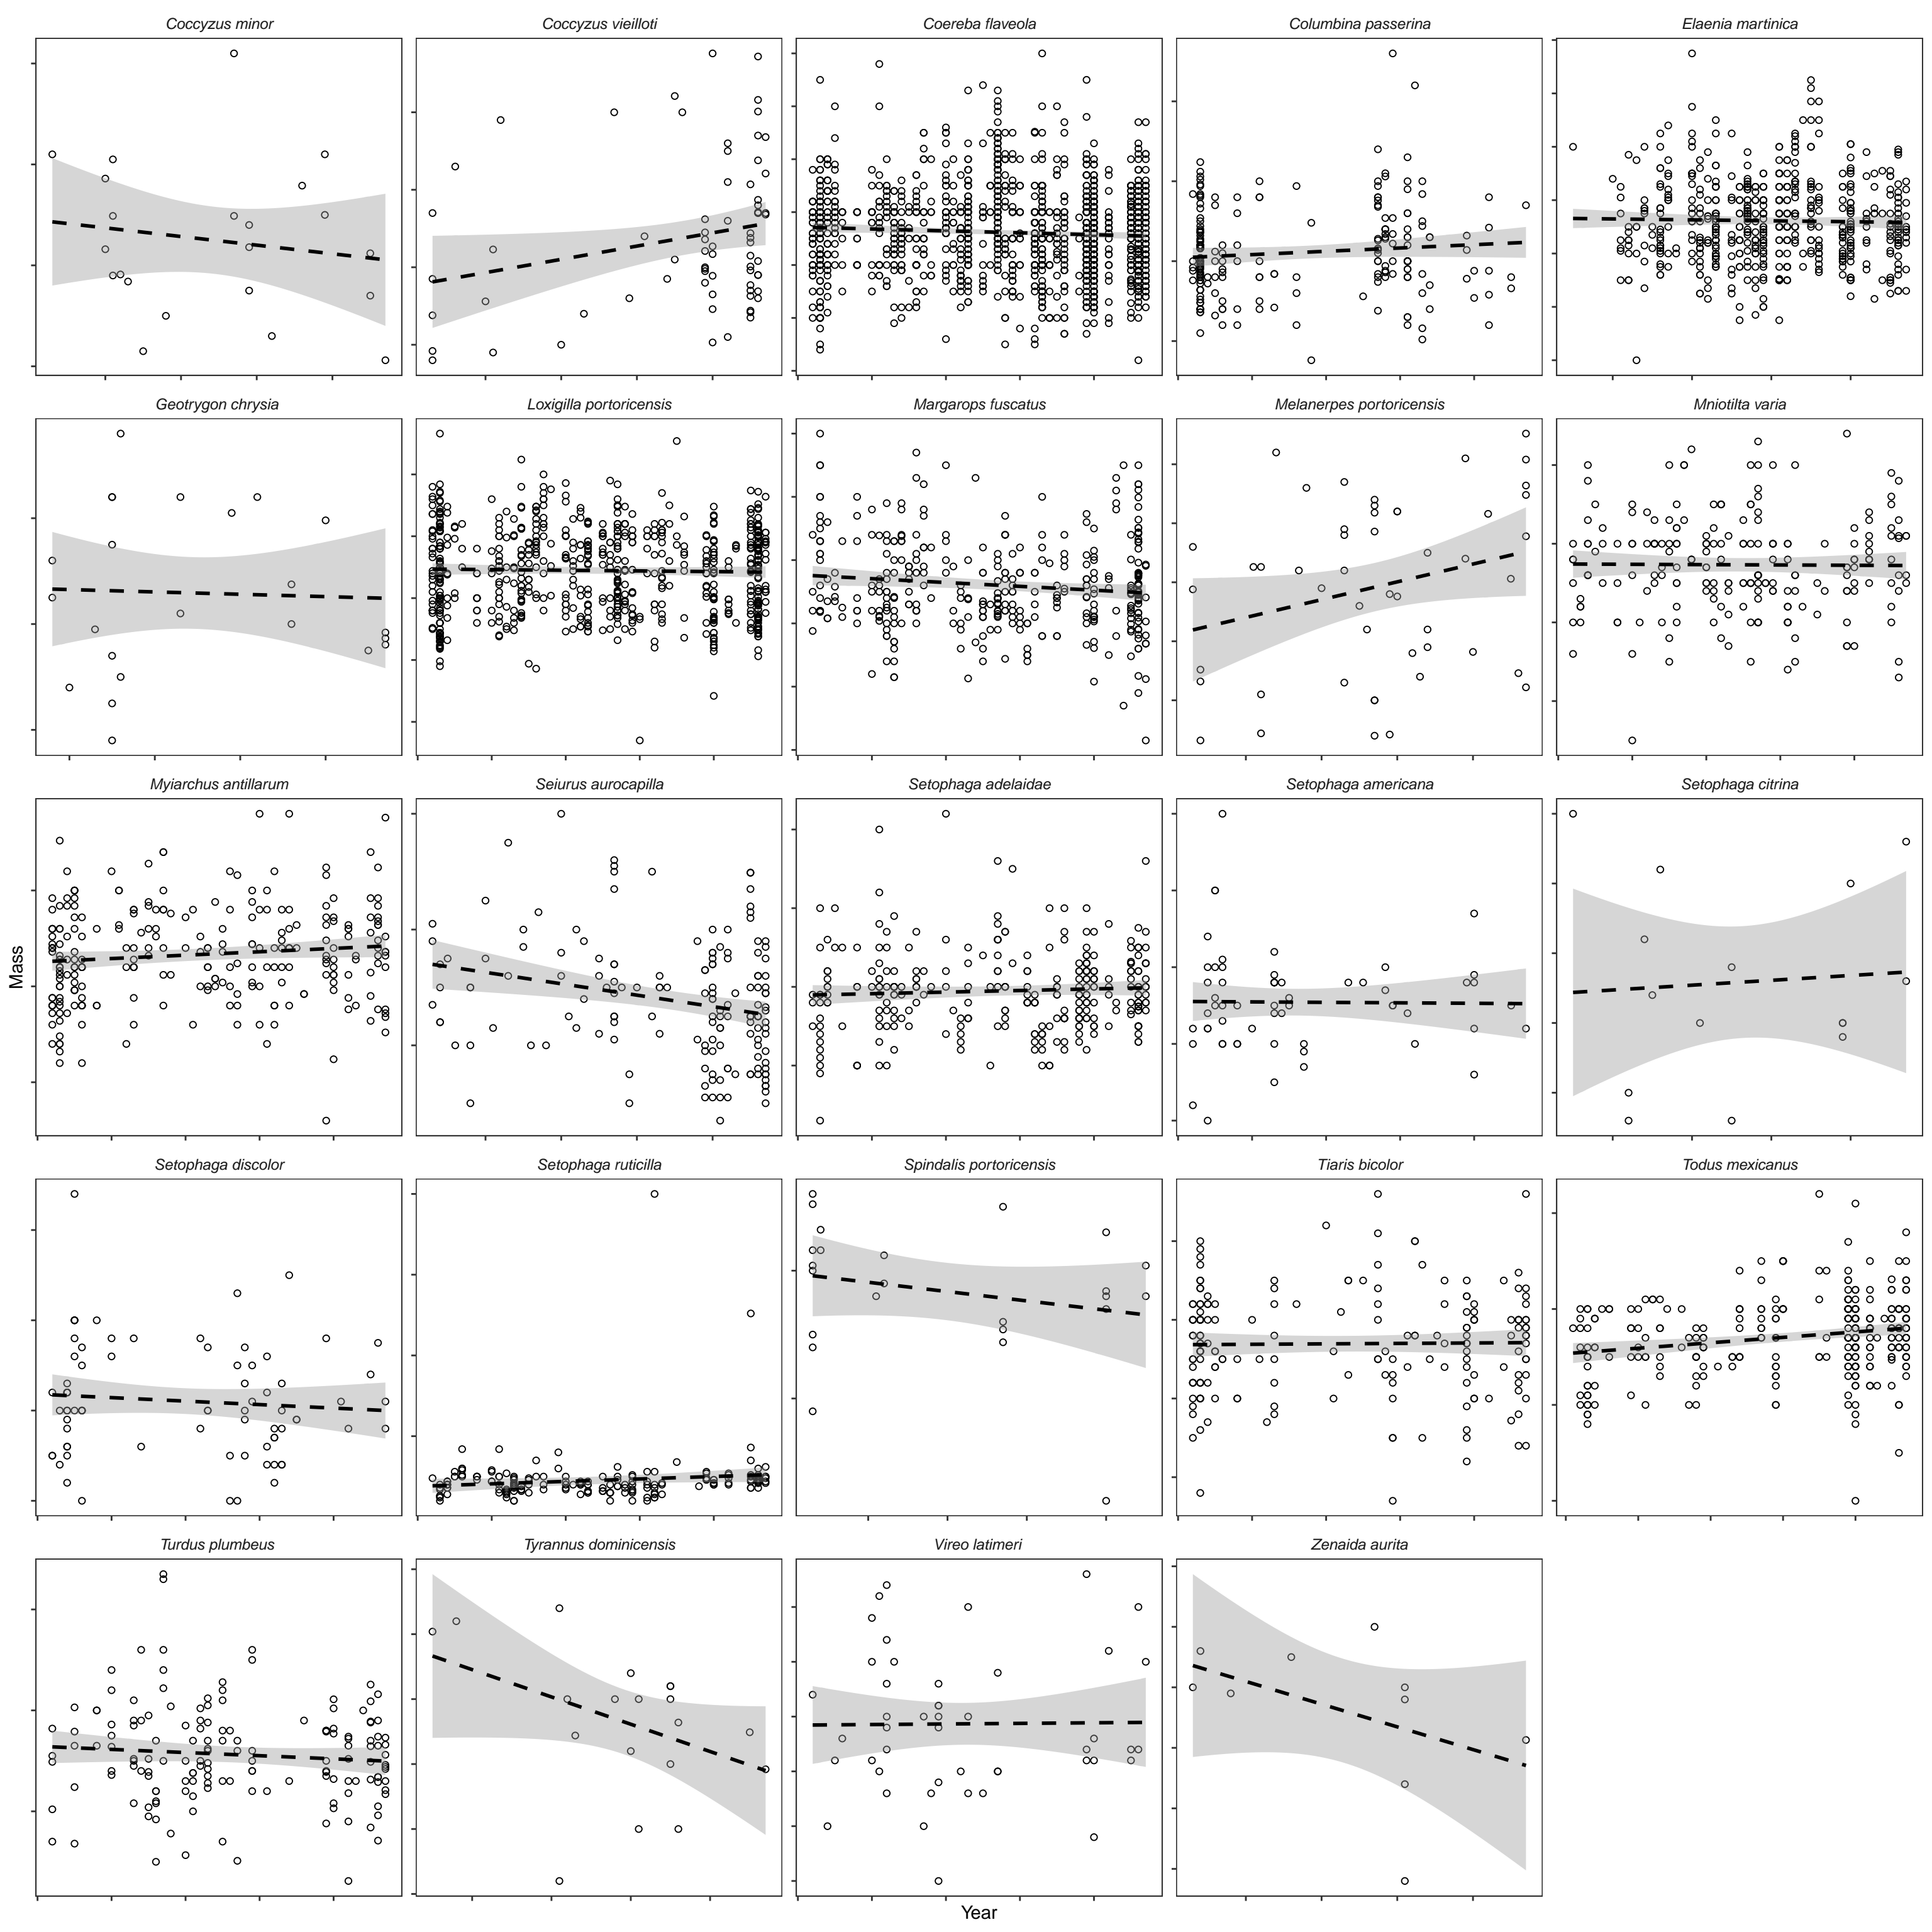 Coccyzus minor
Coccyzus vieilloti
Coereba flaveola
Columbina passerina
Elaenia martinica
Geotrygon chrysia
Loxigilla portoricensis
Margarops fuscatus
Melanerpes portoricensis
Mniotilta varia
Myiarchus antillarum
Seiurus aurocapilla
Setophaga adelaidae
Setophaga americana
Setophaga citrina
Mass
Setophaga discolor
Setophaga ruticilla
Spindalis portoricensis
Tiaris bicolor
Todus mexicanus
Turdus plumbeus
Tyrannus dominicensis
Vireo latimeri
Zenaida aurita
Year